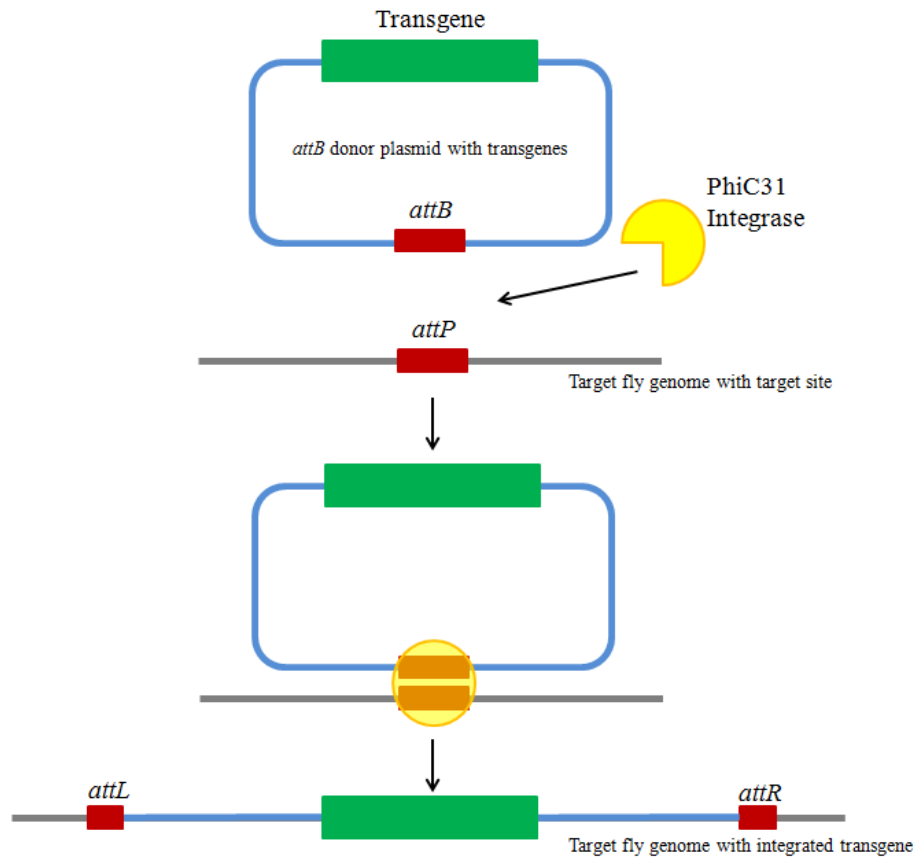 Transgene
attB donor plasmid with transgenes
attB
PhiC31
Integrase
attP
Target fly genome with target site
attL
attR
Target fly genome with integrated transgene